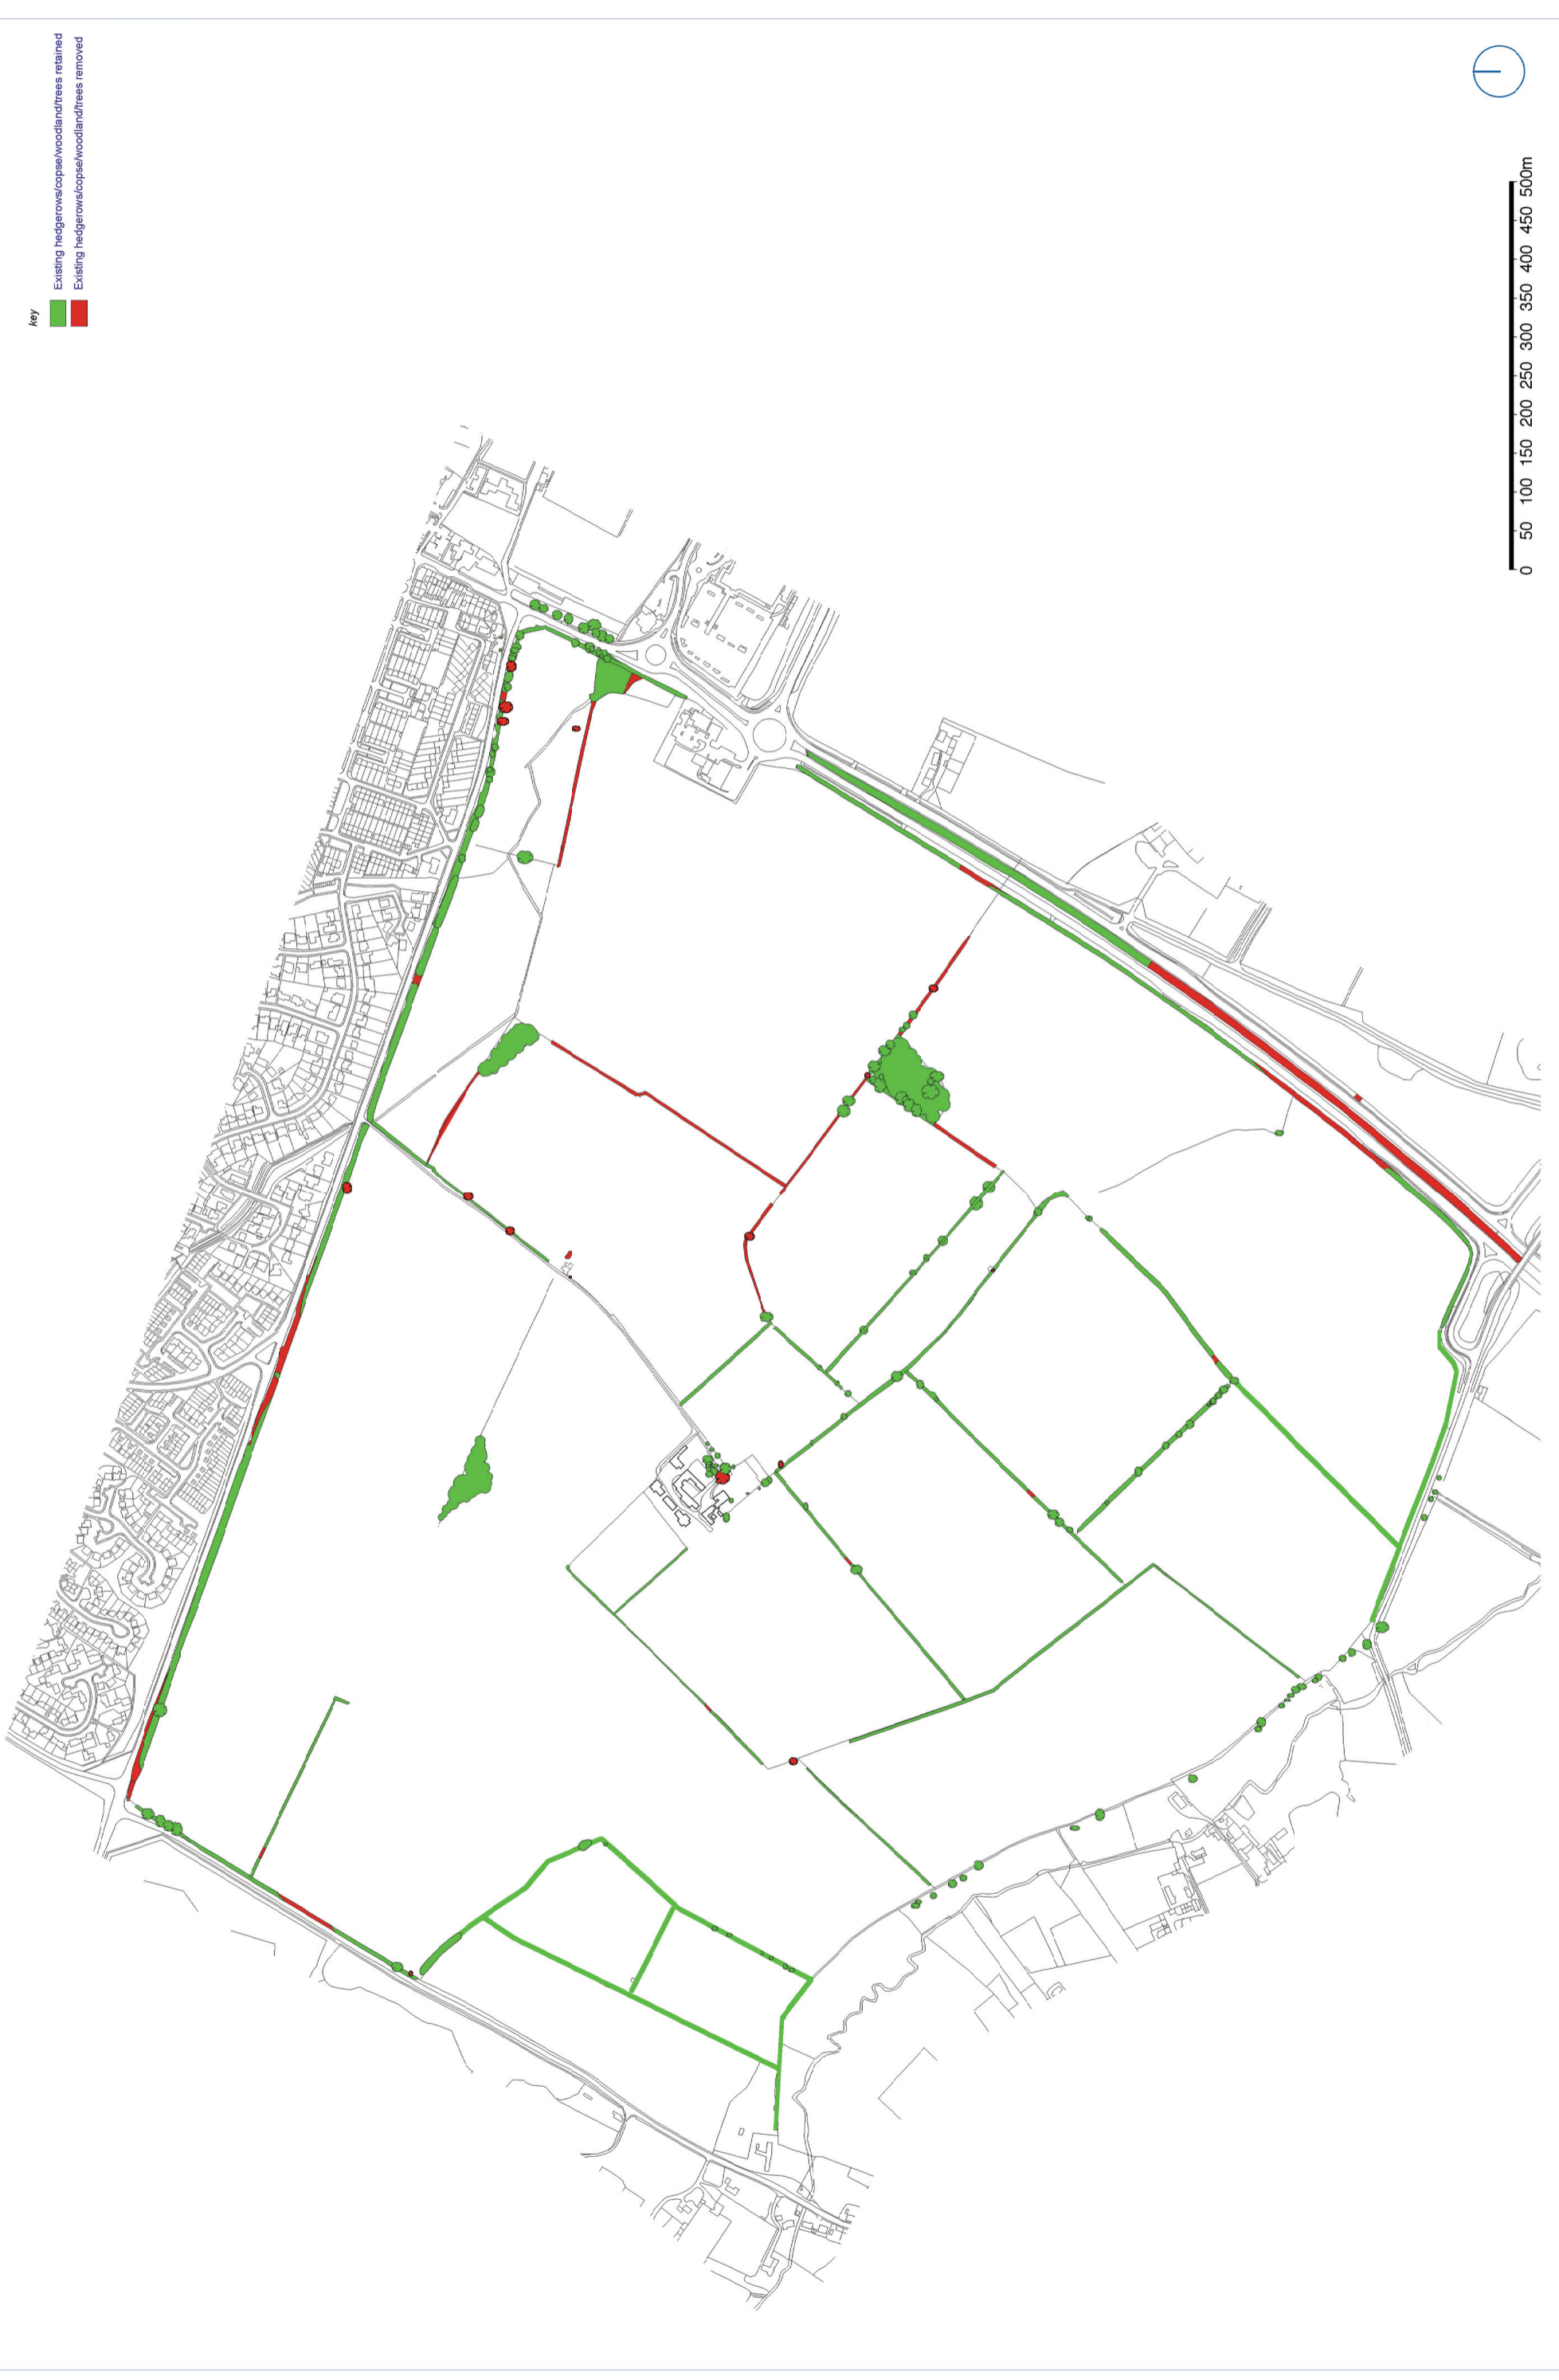 key
Existing hedgerows/copse/woodland/trees retained
Existing hedgerows/copse/woodland/trees removed
0 50 100 150 200 250 300 350 400 450 500m